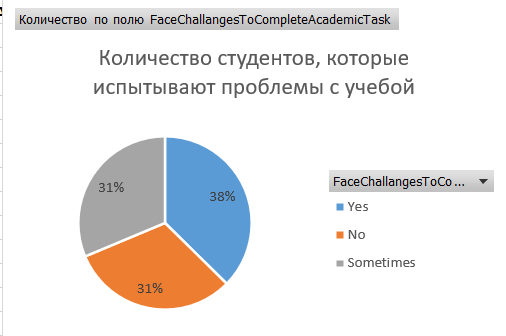 Количество по полю FaceChallangesToCompleteAcademicTask
Количество студентов, которые
испытывают проблемы с учебой
31%
38%
31%
FaceChallangesToCo ...
Yes
No
Sometimes